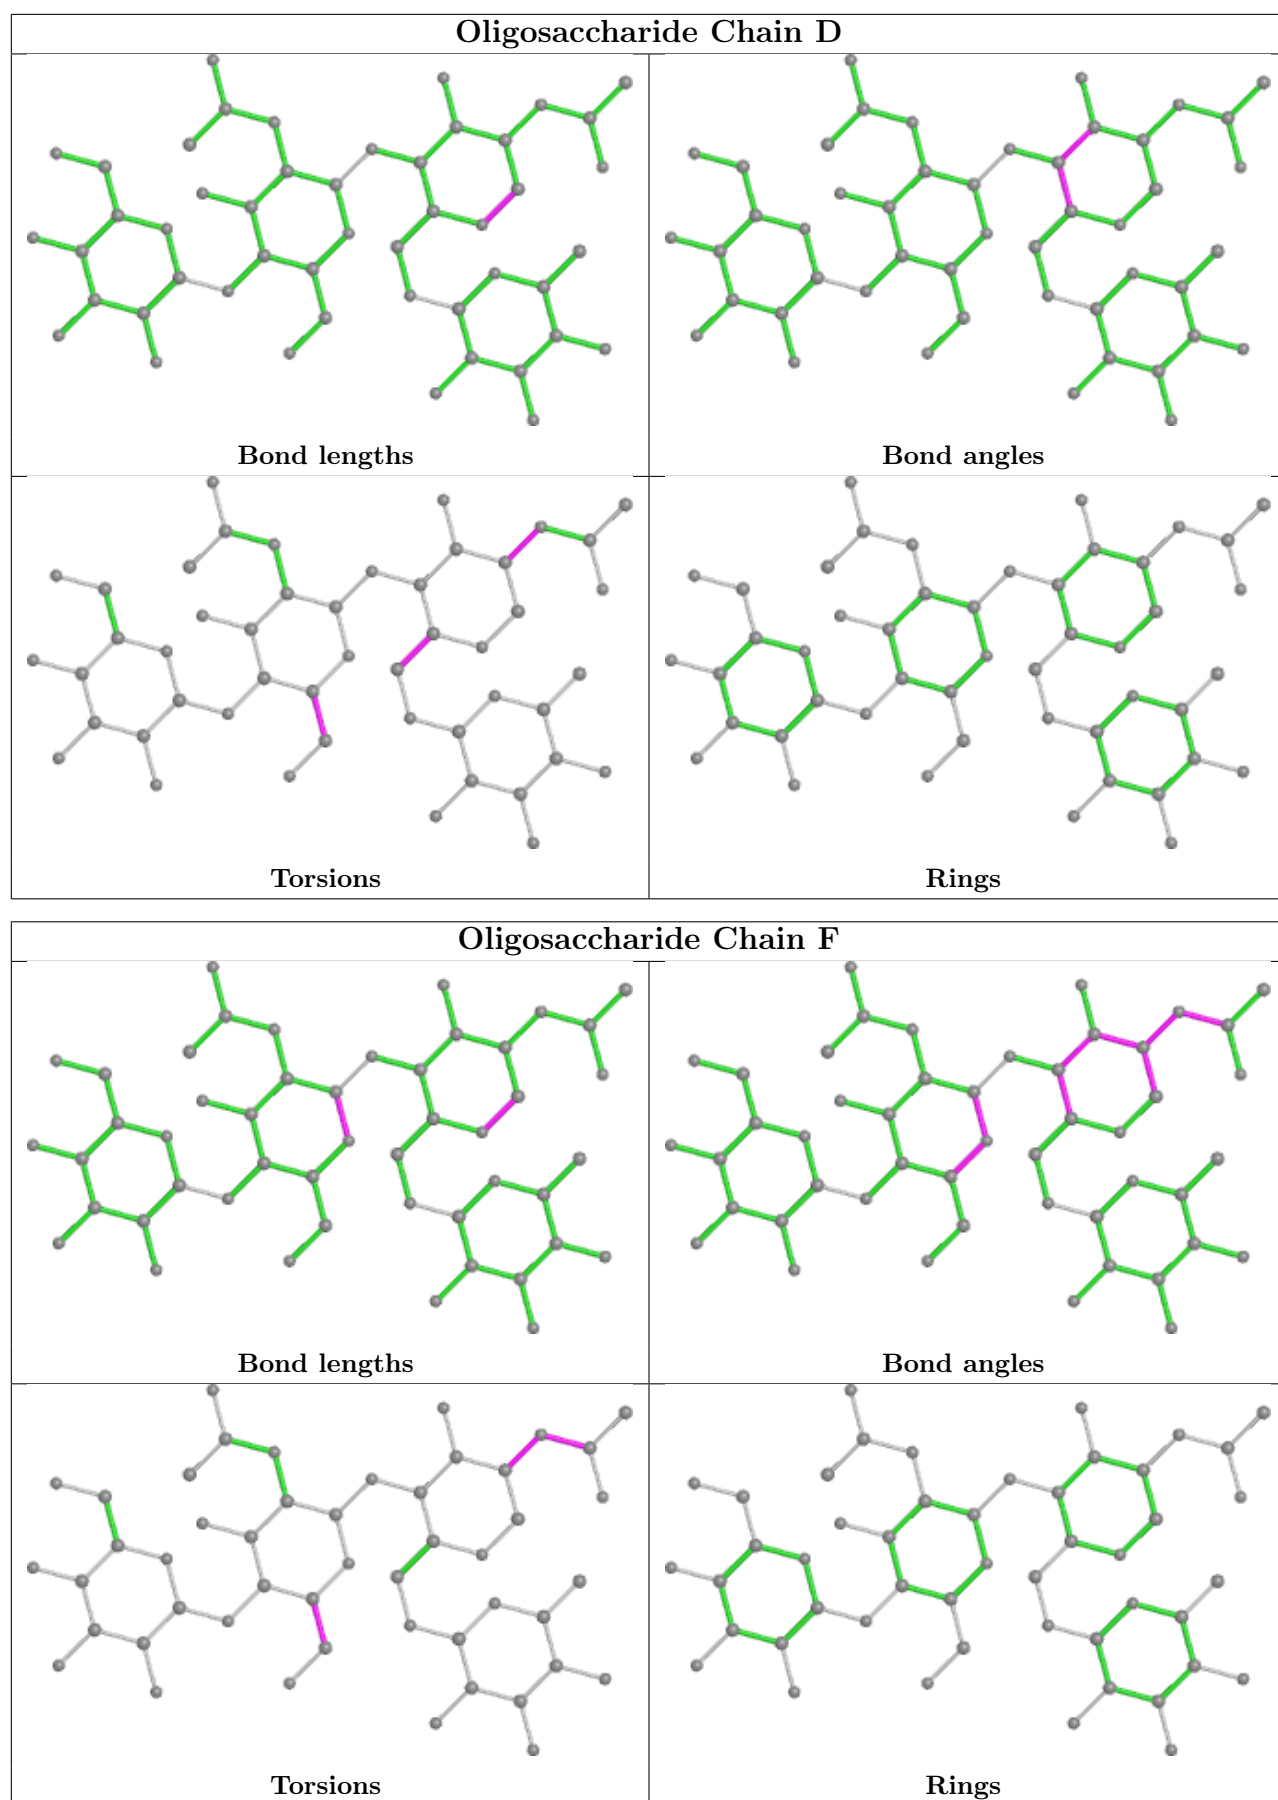 Oligosaccharide Chain D
Bond lengths
Bond angles
Torsions
Rings
Oligosaccharide Chain F
Bond lengths
Bond angles
Torsions
Rings